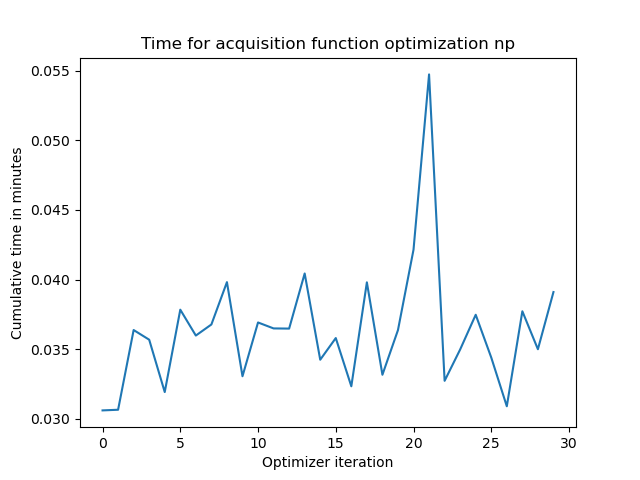 Time for acquisition function optimization np
0.055
0.050
0.045
0.040
0.035
0.030
Cumulative time in minutes
0 5 10 15 20 25 30
Optimizer iteration